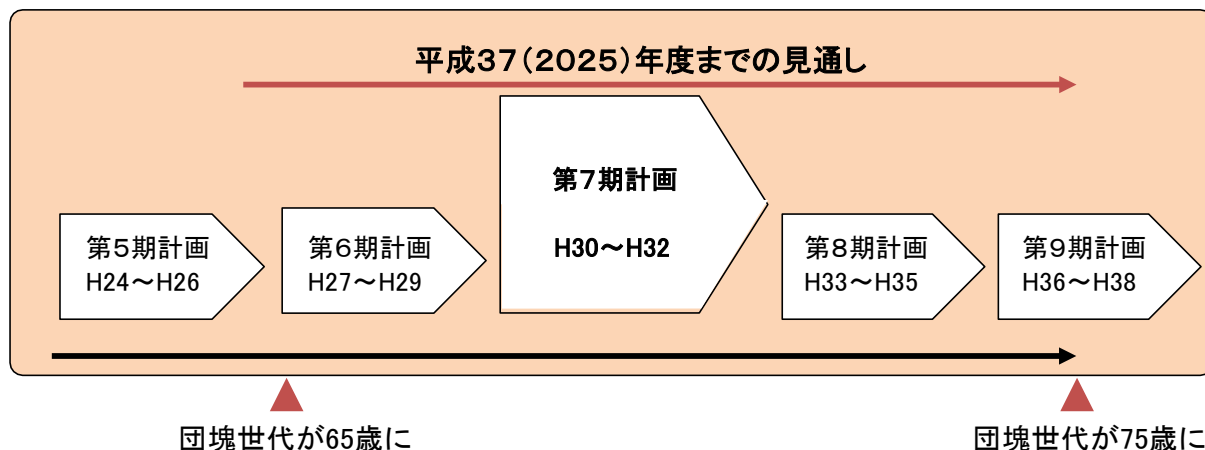 平成37(2025)年度までの見通し
第5期計画
H24～H26
第6期計画
H27～H29
第7期計画
H30～H32
第8期計画
H33～H35
第9期計画
H36～H38
団塊世代が65歳に
団塊世代が75歳に